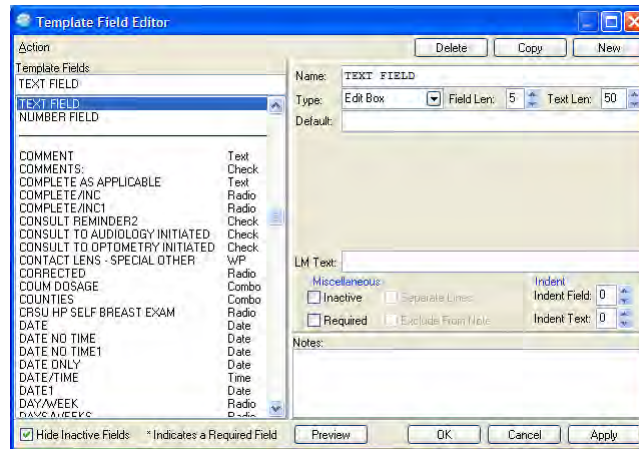 Template Field Editor
Action
Delete Copy New
Template Fields
TEXT FIELD
TEXT FIELD
NUMBER FIELD
COMMENT Text
COMMENTS: Check
COMPLETE AS APPLICABLE Text
COMPLETE/INC Radio
COMPLETE/INC1 Radio
CONSULT REMINDER2 Check
CONSULT TO AUDIOLOGY INITIATED Check
CONSULT TO OPTOMETRY INITIATED Check
CONTACT LENS - SPECIAL OTHER WP
CORRECTED Radio
COUM DOSAGE Combo
COUNTIES Combo
CRSU HP SELF BREAST EXAM Radio
DATE Date
DATE NO TIME Date
DATE NO TIME1 Date
DATE ONLY Date
DATE/TIME Time
DATE1 Date
DAY/WEEK Radio
DAYS/WEEKS Radio
Name: TEXT FIELD
Type: Edit Box Field Len: 5 Text Len: 50
Default:
LM Text:
Miscellaneous
Inactive Separate Lines
Required Exclude From Note
Indent
Indent Field: 0
Indent Text: 0
Notes:
Hide Inactive Fields * Indicates a Required Field Preview OK Cancel Apply